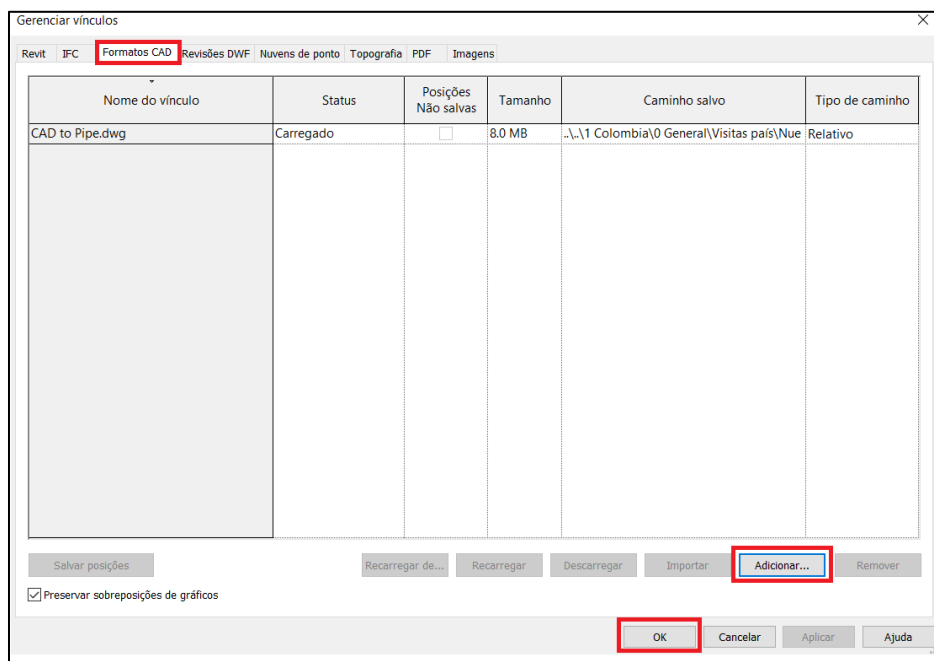 Gerenciar vínculos
Revit IFC Formatos CAD Revisões DWF Nuvens de ponto Topografia PDF Imagens
Nome do vínculo Status Posições Não salvas Tamanho Caminho salvo Tipo de caminho
CAD to Pipe.dwg Carregado 8.0 MB ..\..\1 Colombia\0 General\Visitas país\Nue Relativo
Salvar posições Recarregar de... Recarregar Descarregar Importar Adicionar... Remover
Preservar sobreposições de gráficos
OK Cancelar Aplicar Ajuda